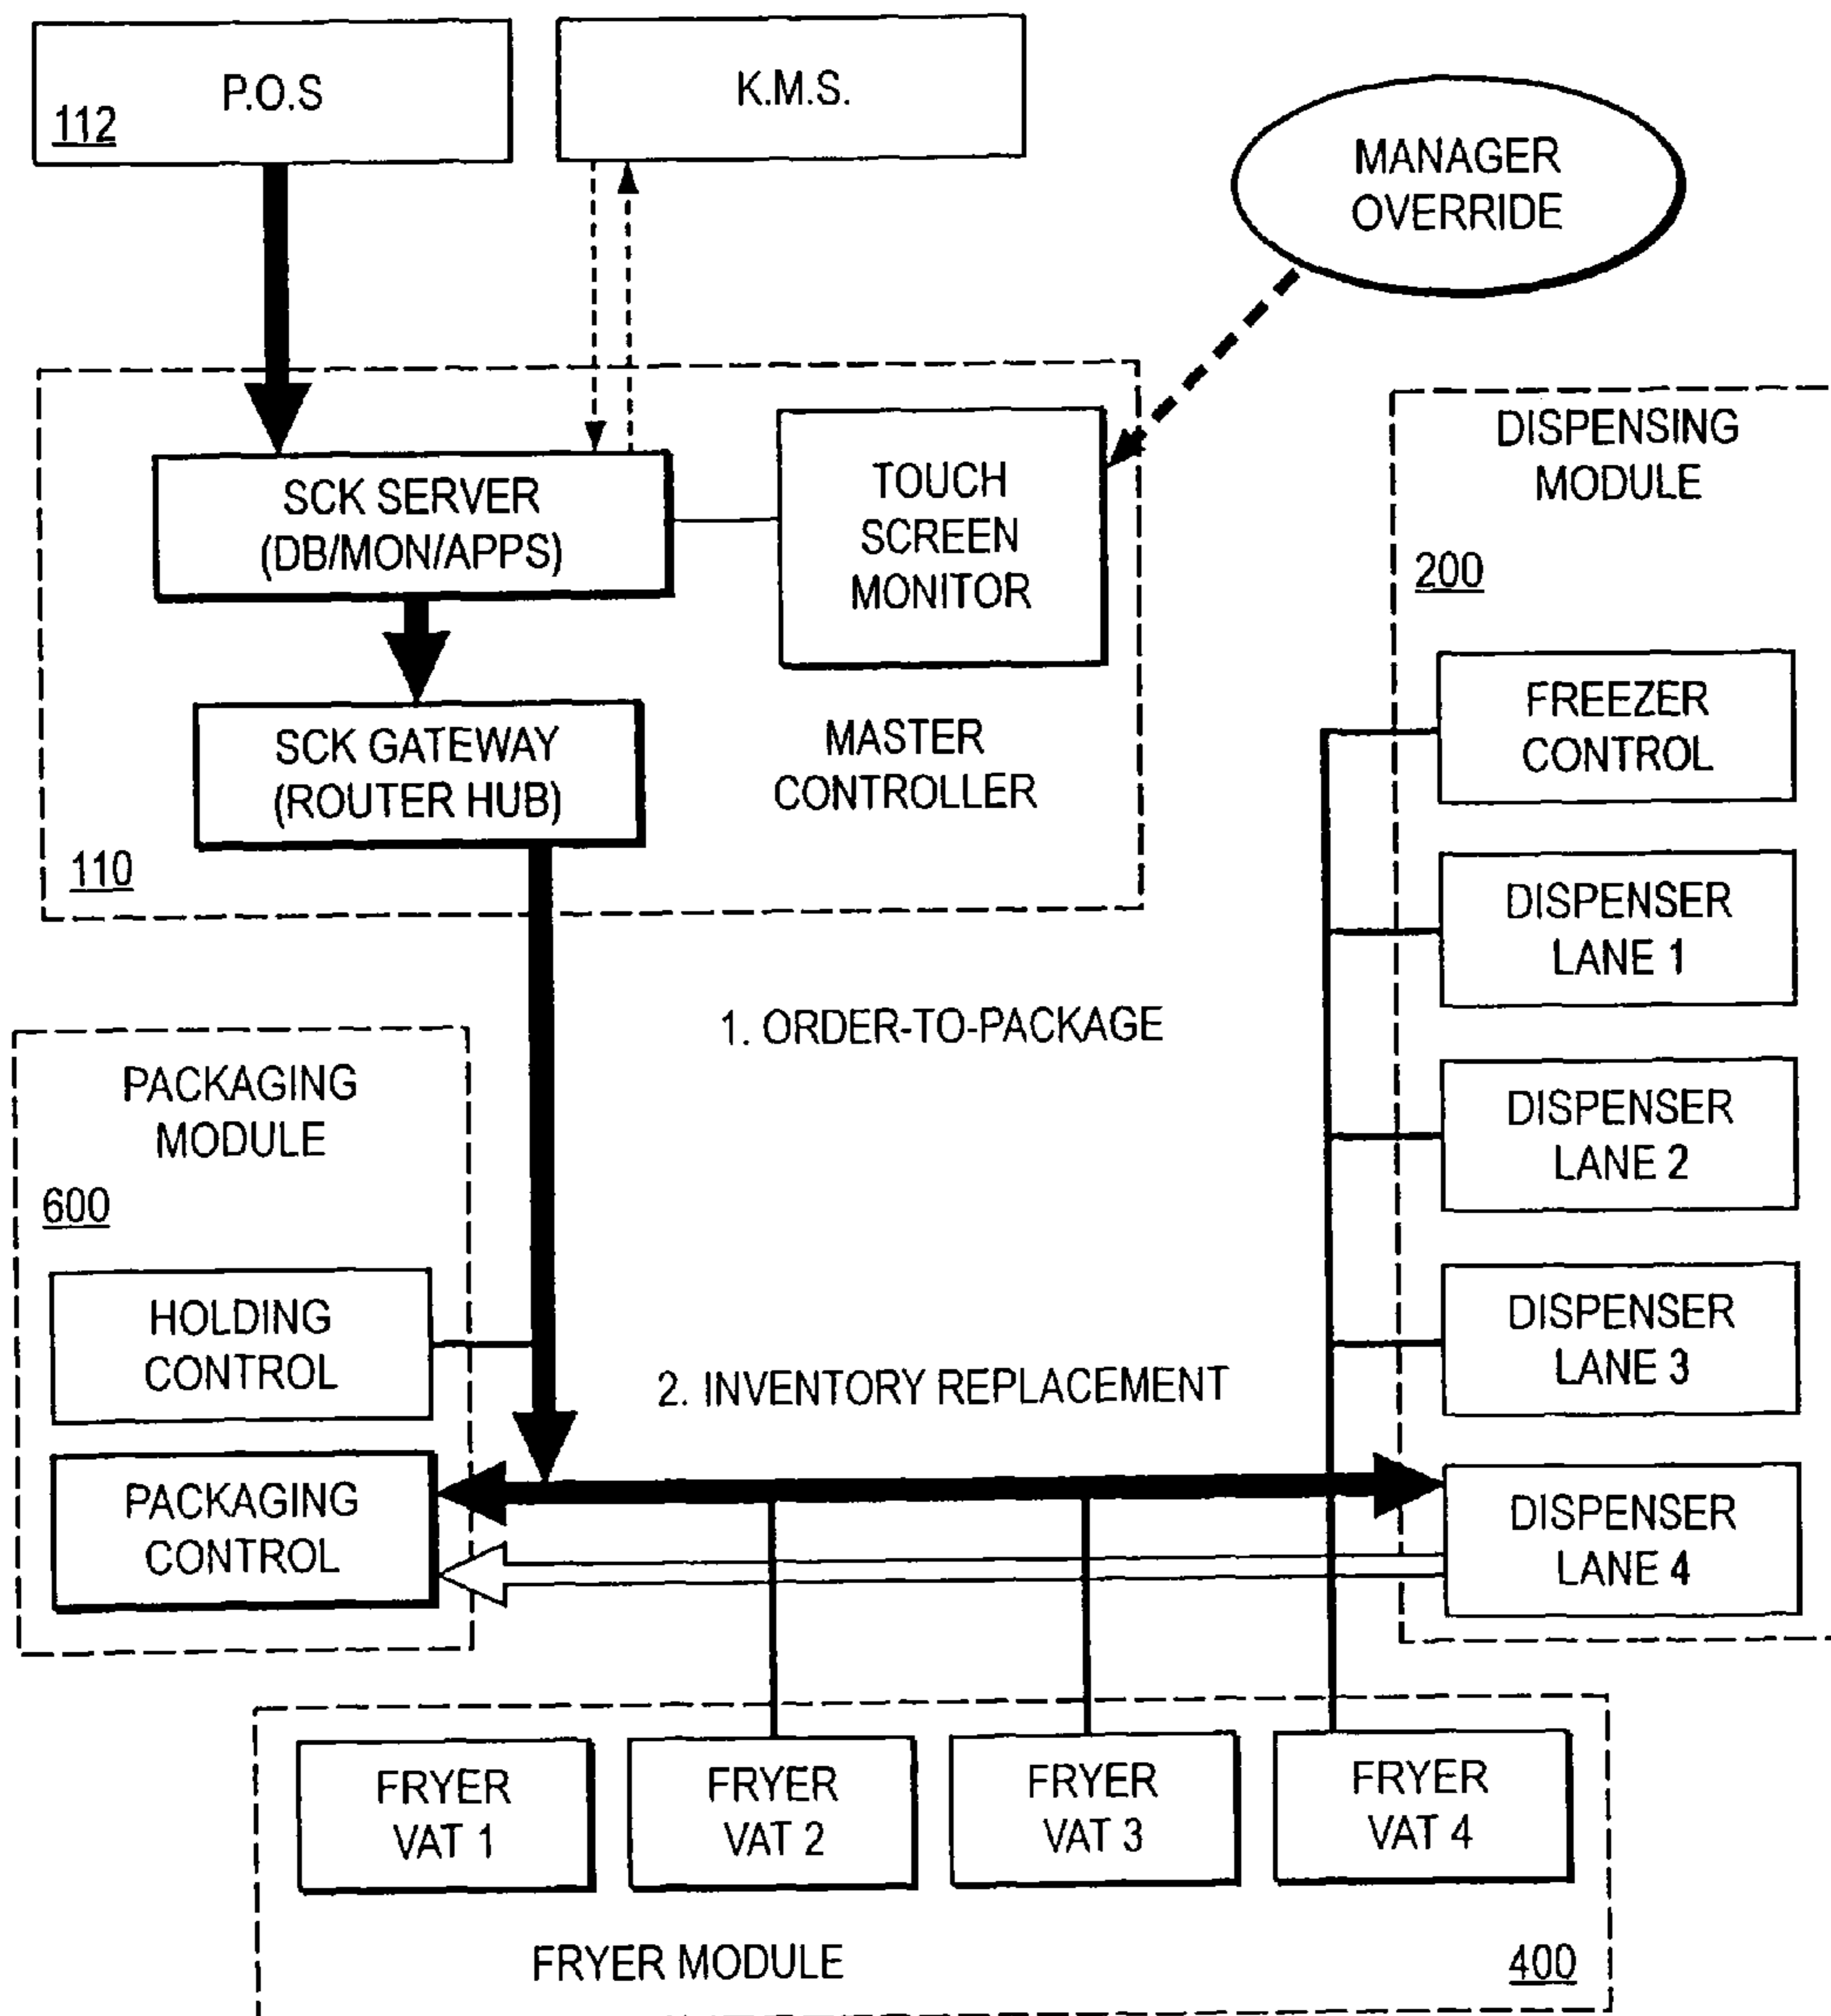 P.O.S
112
K.M.S.
MANAGER
OVERRIDE
SCK SERVER
(DB/MON/APPS)
TOUCH
SCREEN
MONITOR
SCK GATEWAY
(ROUTER HUB)
MASTER
CONTROLLER
110
DISPENSING
MODULE
200
FREEZER
CONTROL
DISPENSER
LANE 1
DISPENSER
LANE 2
DISPENSER
LANE 3
DISPENSER
LANE 4
1. ORDER-TO-PACKAGE
2. INVENTORY REPLACEMENT
PACKAGING
MODULE
600
HOLDING
CONTROL
PACKAGING
CONTROL
FRYER
VAT 1
FRYER
VAT 2
FRYER
VAT 3
FRYER
VAT 4
FRYER MODULE
400